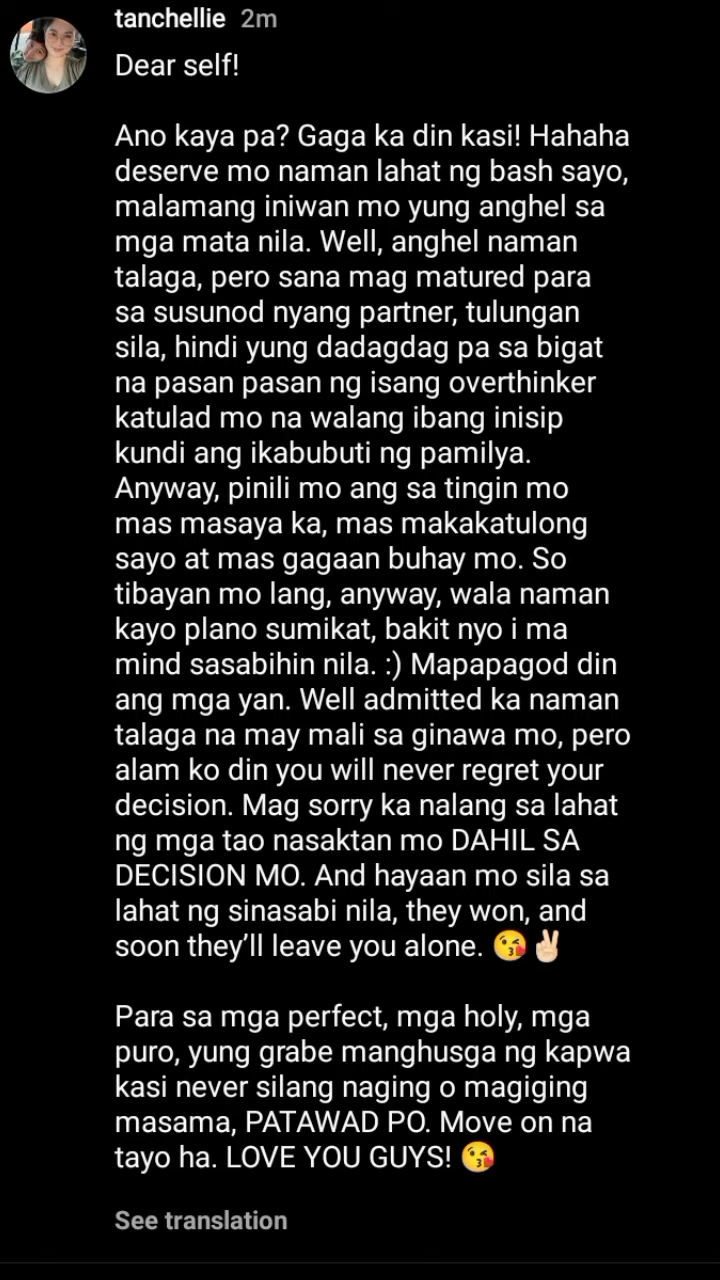 tanchellie 2m
Dear self!
Ano kaya pa? Gaga ka din kasi! Hahaha
deserve mo naman lahat ng bash sayo,
malamang iniwan mo yung anghel sa
mga mata nila. Well, anghel naman
talaga, pero sana mag matured para
sa susunod nyang partner, tulungan
sila, hindi yung dadagdag pa sa bigat
na pasan pasan ng isang overthinker
katulad mo na walang ibang inisip
kundi ang ikabubuti ng pamilya.
Anyway, pinili mo ang sa tingin mo
mas masaya ka, mas makakatulong
sayo at mas gagaan buhay mo. So
tibayan mo lang, anyway, wala naman
kayo plano sumikat, bakit nyo i ma
mind sasabihin nila. :) Mapapagod din
ang mga yan. Well admitted ka naman
talaga na may mali sa ginawa mo, pero
alam ko din you will never regret your
decision. Mag sorry ka nalang sa lahat
ng mga tao nasaktan mo DAHIL SA
DECISION MO. And hayaan mo sila sa
lahat ng sinasabi nila, they won, and
soon they’ll leave you alone. 😘✌🏻
Para sa mga perfect, mga holy, mga
puro, yung grabe manghusga ng kapwa
kasi never silang naging o magiging
masama, PATAWAD PO. Move on na
tayo ha. LOVE YOU GUYS! 😘
See translation